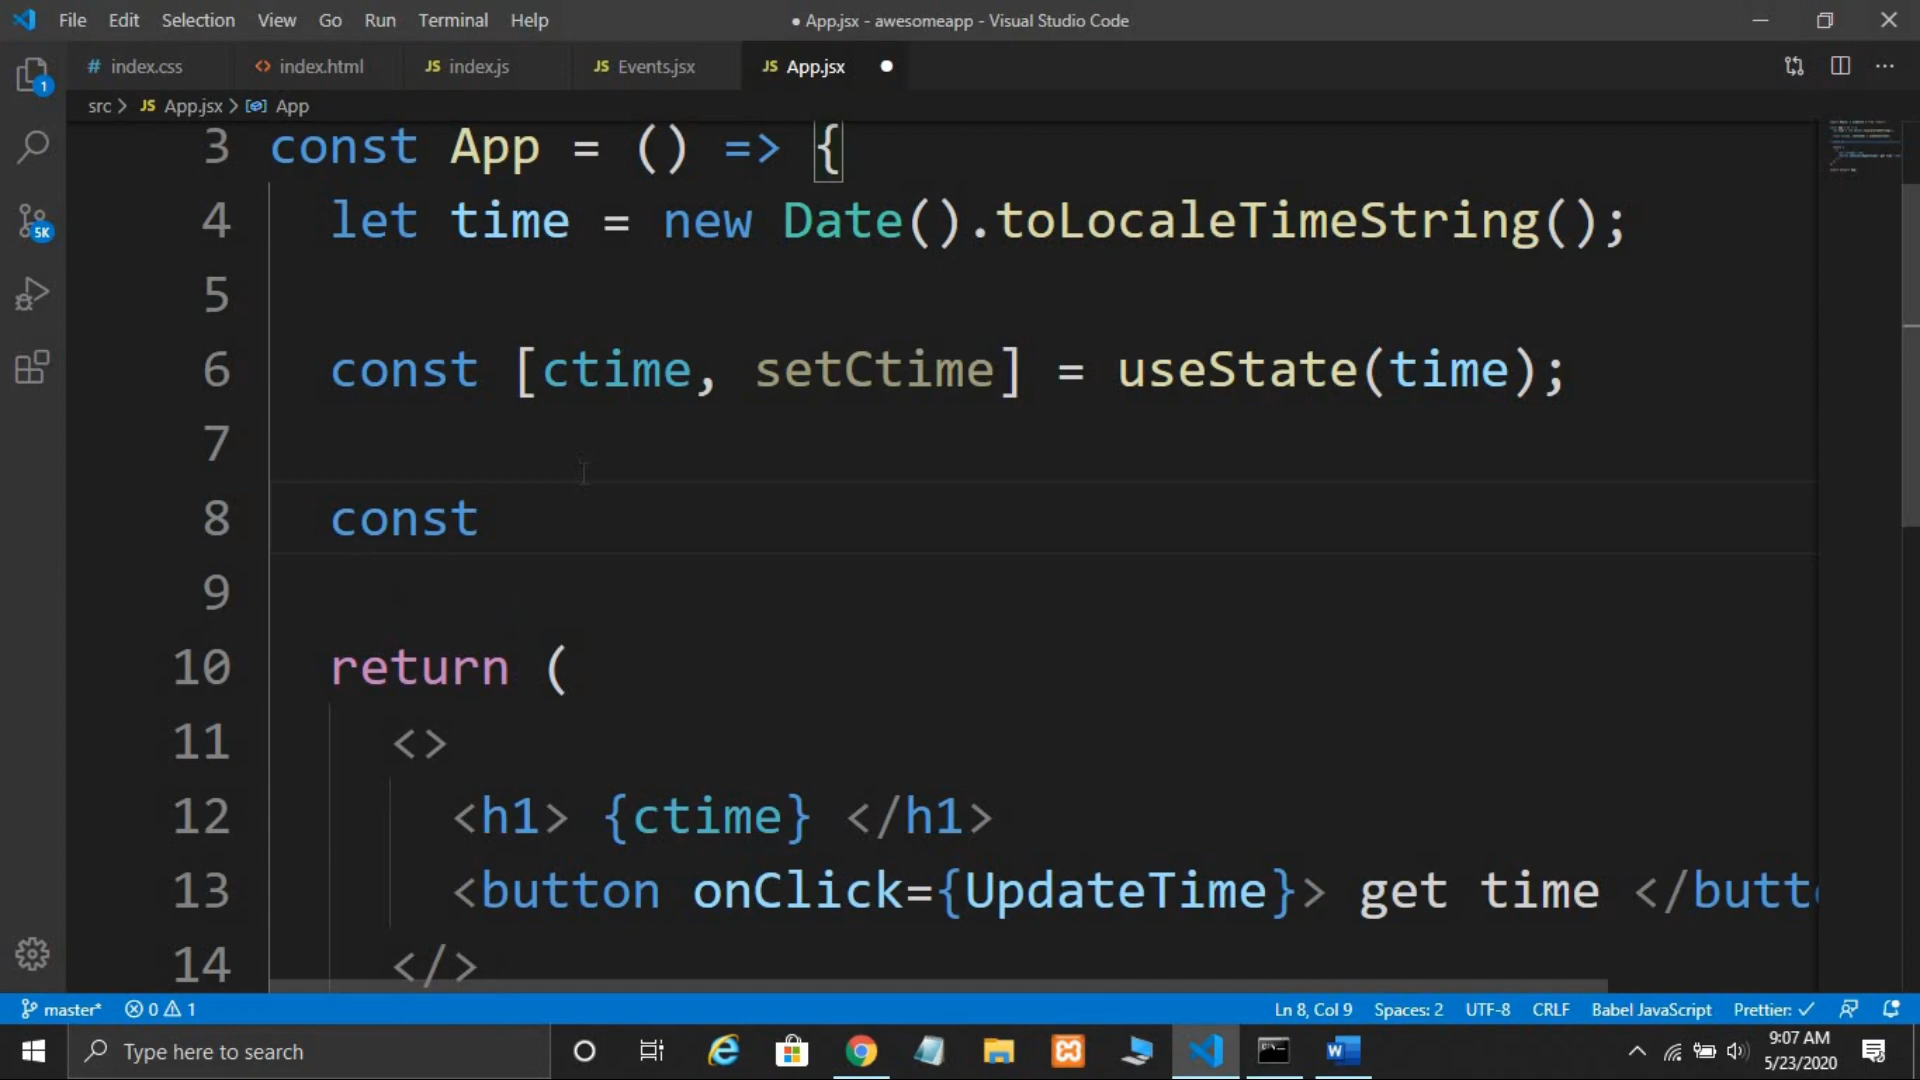 File Edit Selection View Go Run Terminal Help
● App.jsx - awesomeapp - Visual Studio Code
# index.css <> index.html JS index.js JS Events.jsx JS App.jsx ●
src > JS App.jsx > App
3 const App = () => {
4 let time = new Date().toLocaleTimeString();
5
6 const [ctime, setCtime] = useState(time);
7
8 const
9
10 return (
11 <>
12 <h1> {ctime} </h1>
13 <button onClick={UpdateTime}> get time </butto
14 </>
1
5K
master* 0 1
Ln 8, Col 9 Spaces: 2 UTF-8 CRLF Babel JavaScript Prettier: ✓
Type here to search
9:07 AM
5/23/2020